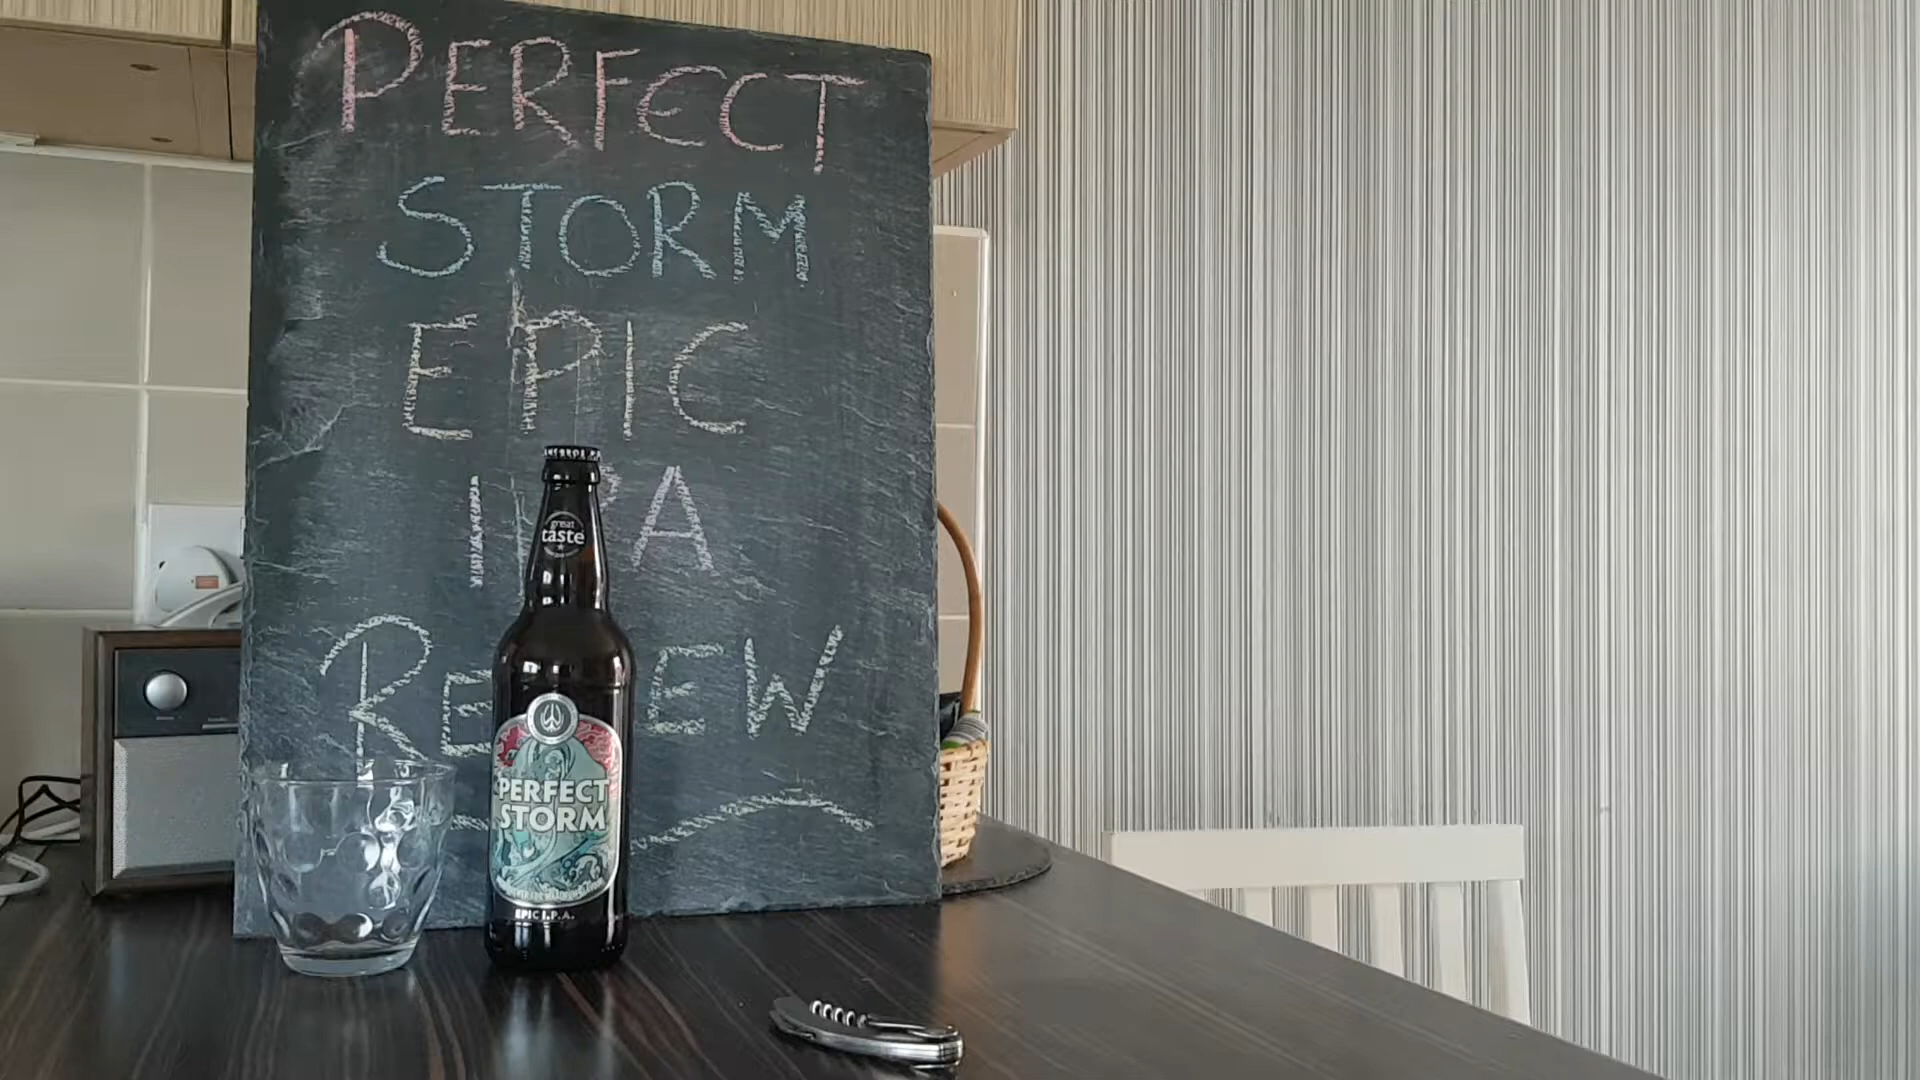 PERFECT
STORM
EPIC
IPA
REVIEW
great
taste
PERFECT
STORM
EPIC I.P.A.